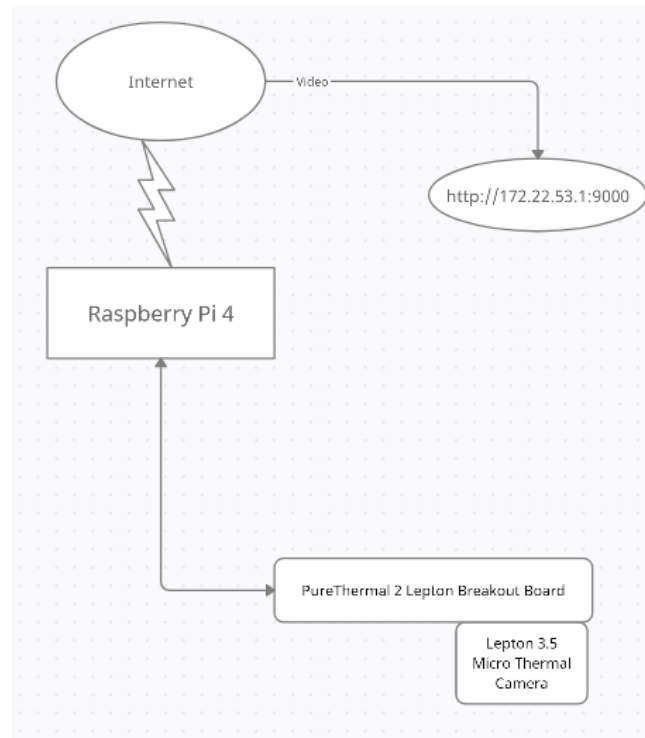 Internet
Video
http://172.22.53.1:9000
Raspberry Pi 4
PureThermal 2 Lepton Breakout Board
Lepton 3.5
Micro Thermal
Camera